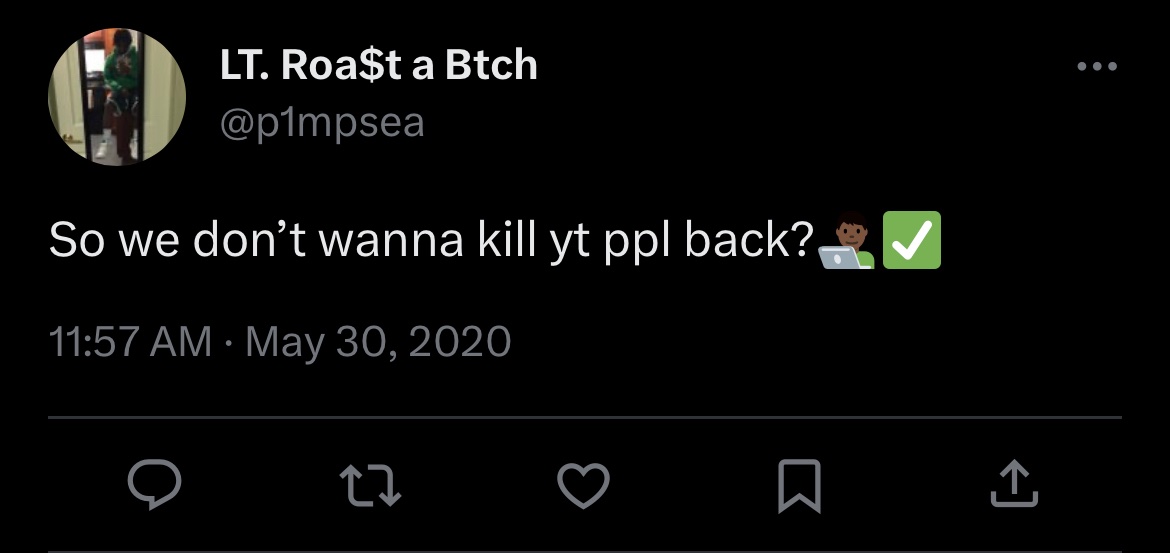 LT. Roa$t a Btch
@p1mpsea
So we don’t wanna kill yt ppl back?👨🏿‍💻✅
11:57 AM · May 30, 2020